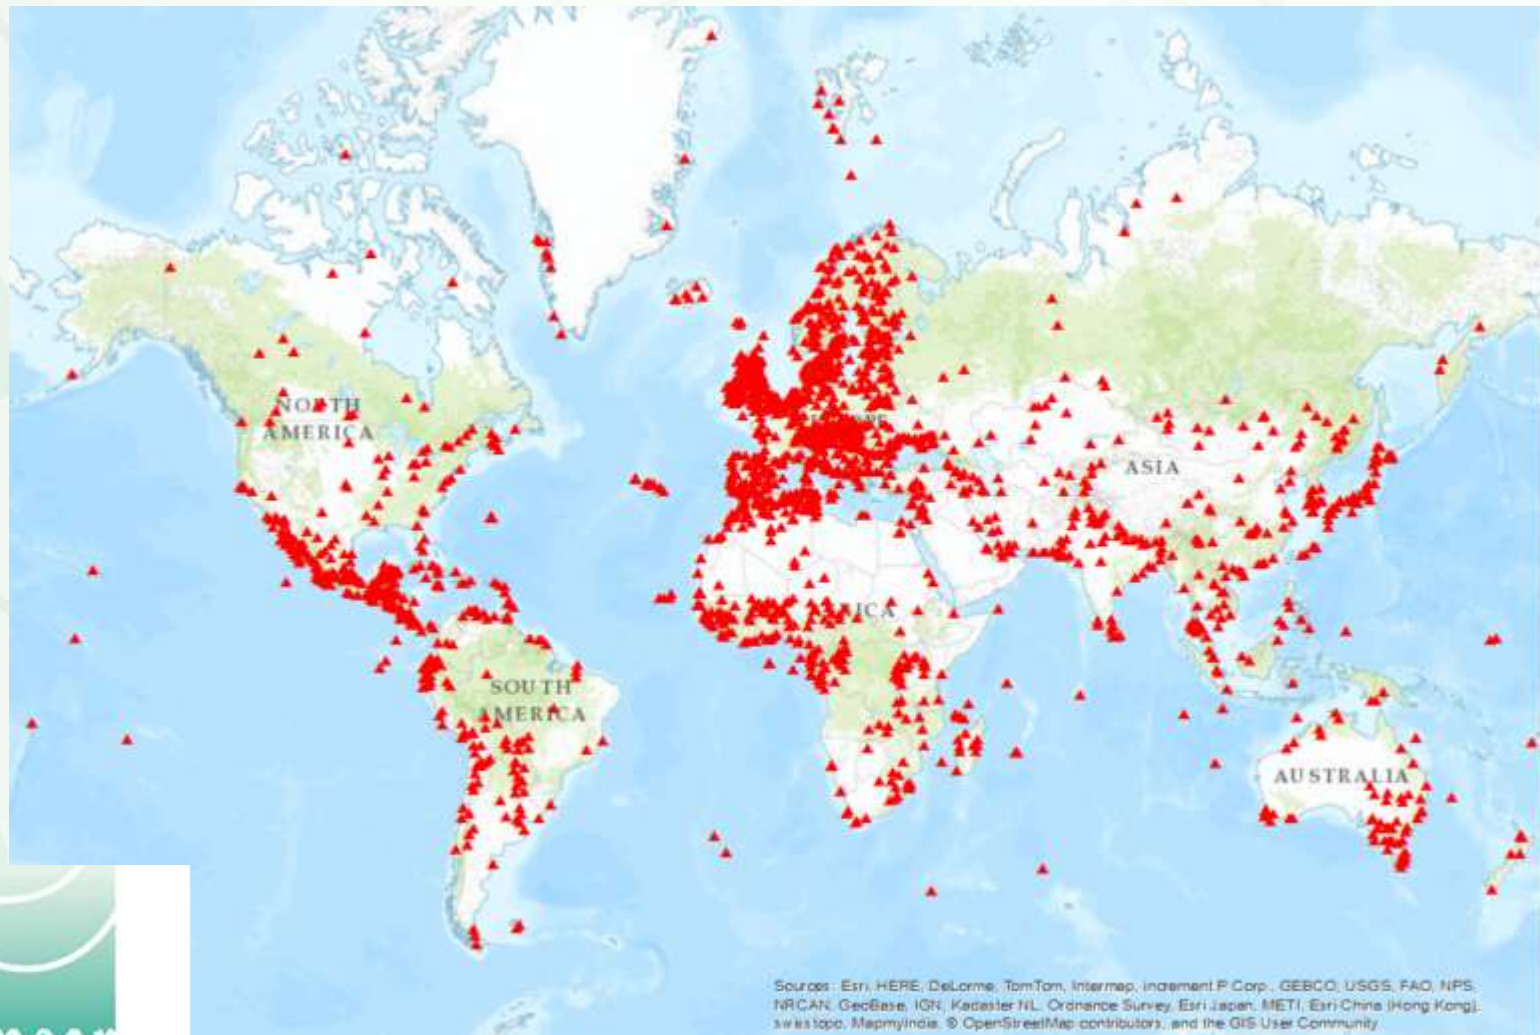 NORTH
AMERICA
ASIA
SOUTH
AMERICA
AUSTRALIA
Sources: Esri, HERE, DeLorme, TomTom, Intermap, increment P Corp., GEBCO, USGS, FAO, NPS,
NRCAN, GeoBase, IGN, Kadaster NL, Ordnance Survey, Esri Japan, METI, Esri China (Hong Kong),
swisstopo, MapmyIndia, © OpenStreetMap contributors, and the GIS User Community